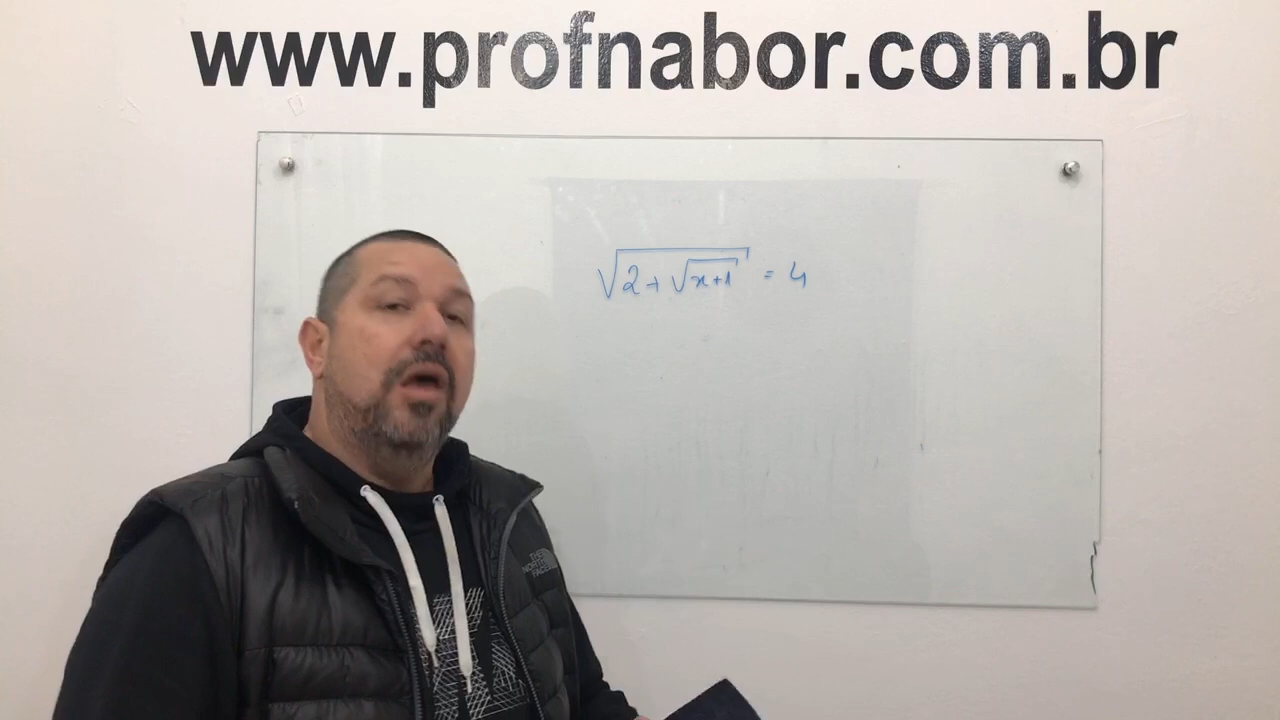 www.profnabor.com.br
√(2+√(x+1)) = 4
THE
NORTH
FACE